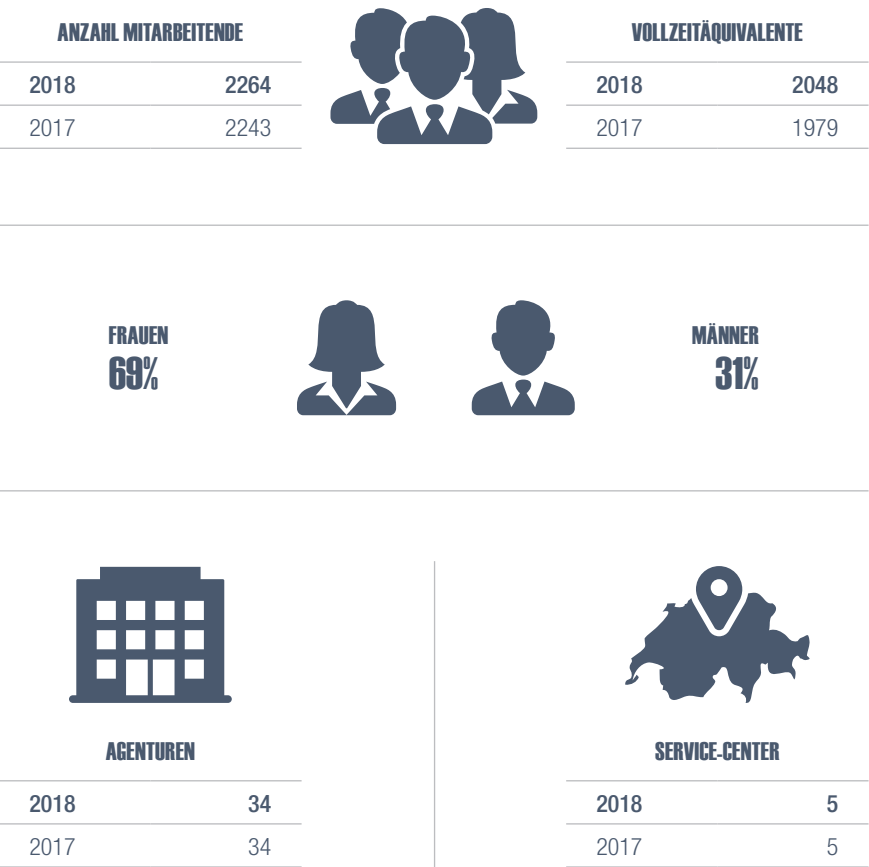 ANZAHL MITARBEITENDE
2018 2264
2017 2243
VOLLZEITÄQUIVALENTE
2018 2048
2017 1979
FRAUEN
69%
MÄNNER
31%
AGENTUREN
2018 34
2017 34
SERVICE-CENTER
2018 5
2017 5